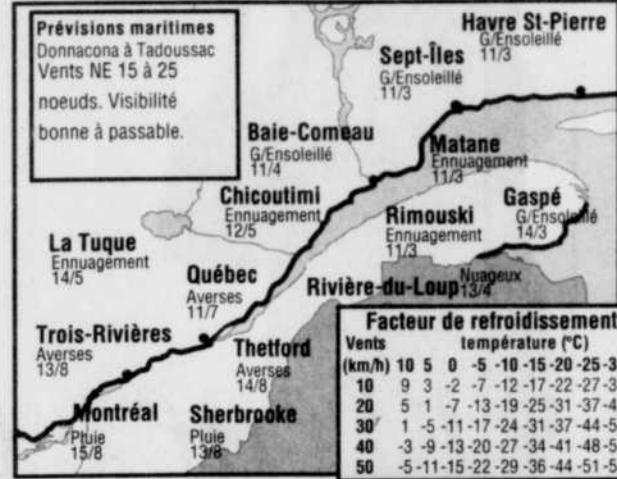 Prévisions maritimes
Donnacona à Tadoussac
Vents NE 15 à 25
noeuds. Visibilité
bonne à passable.
Havre St-Pierre
G/Ensoleillé
11/3
Sept-Îles
G/Ensoleillé
11/3
Baie-Comeau
G/Ensoleillé
11/4
Matane
Ennuagement
11/3
Chicoutimi
Ennuagement
12/5
Rimouski
Ennuagement
11/3
Gaspé
G/Ensoleillé
14/3
La Tuque
Ennuagement
14/5
Québec
Averses
11/7
Rivière-du-Loup
Nuageux
13/4
Trois-Rivières
Averses
13/8
Thetford
Averses
14/8
Montréal
Pluie
15/8
Sherbrooke
Pluie
13/8
Facteur de refroidissement
Vents température (°C)
(km/h) 10 5 0 -5 -10 -15 -20 -25 -3
10 9 3 -2 -7 -12 -17 -22 -27 -3
20 5 1 -7 -13 -19 -25 -31 -37 -4
30 1 -5 -11 -17 -24 -31 -37 -44 -5
40 -3 -9 -13 -20 -27 -34 -41 -48 -5
50 -5 -11 -15 -22 -29 -36 -44 -51 -5